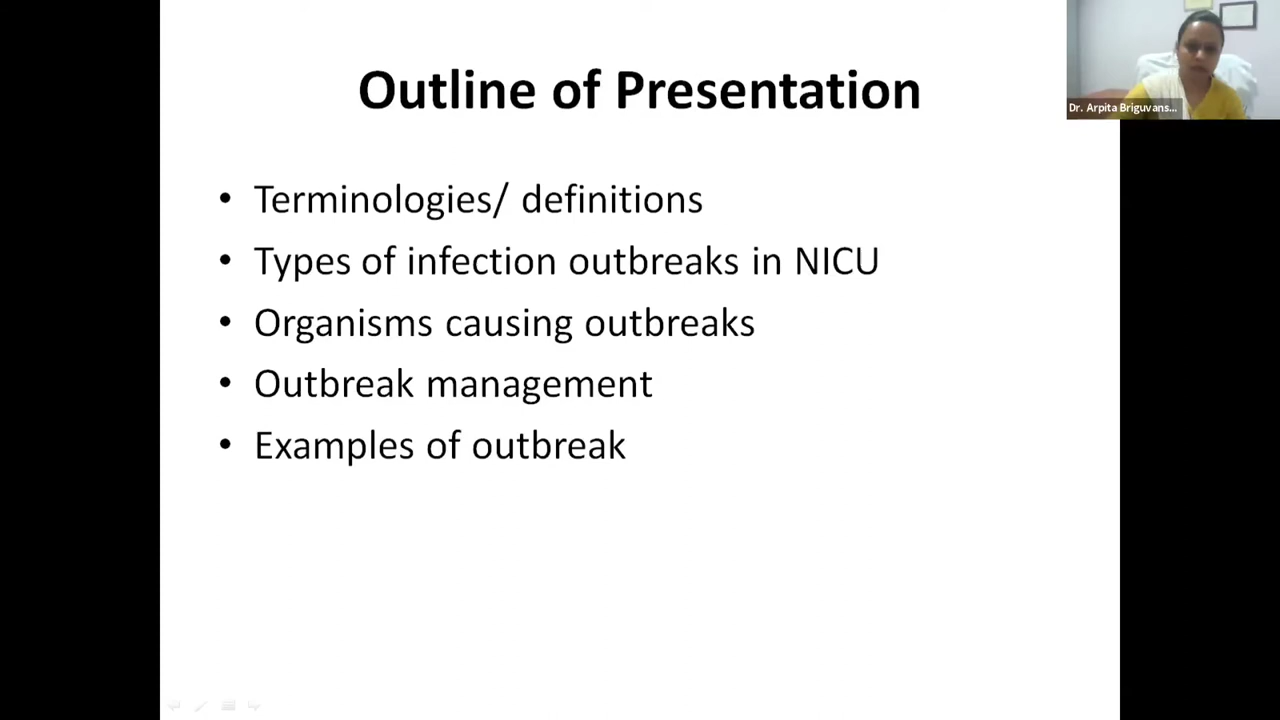 Outline of Presentation
Dr. Arpita Briguvans...
• Terminologies/ definitions
• Types of infection outbreaks in NICU
• Organisms causing outbreaks
• Outbreak management
• Examples of outbreak